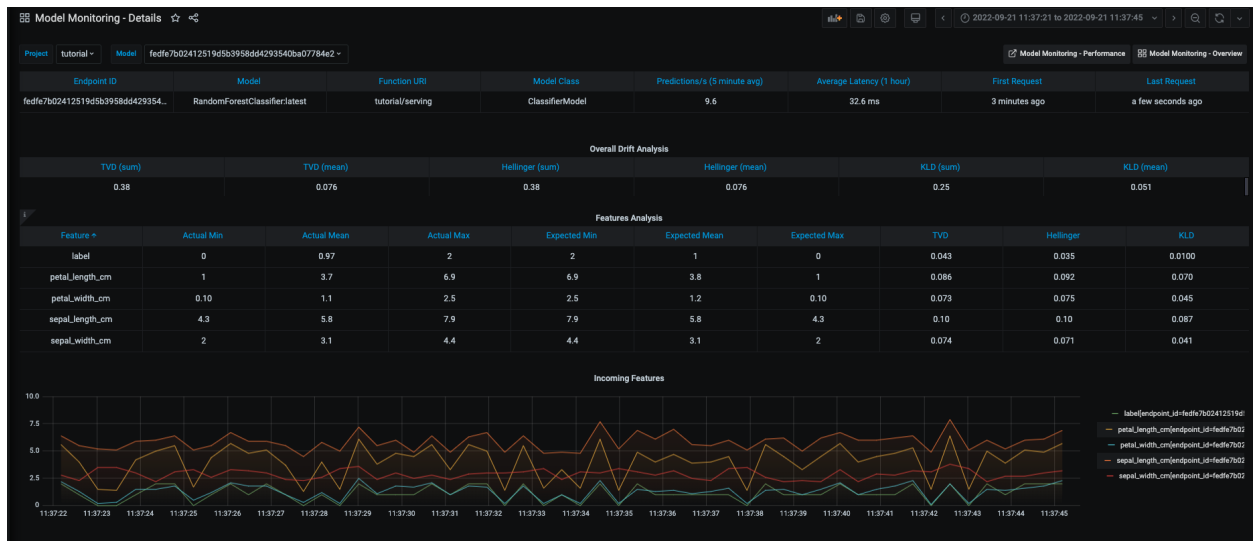 Model Monitoring - Details
2022-09-21 11:37:21 to 2022-09-21 11:37:45
Project tutorial Model fedfe7b02412519d5b3958dd4293540ba07784e2
Model Monitoring - Performance Model Monitoring - Overview
Endpoint ID Model Function URI Model Class Predictions/s (5 minute avg) Average Latency (1 hour) First Request Last Request
fedfe7b02412519d5b3958dd429354... RandomForestClassifier:latest tutorial/serving ClassifierModel 9.6 32.6 ms 3 minutes ago a few seconds ago
Overall Drift Analysis
TVD (sum) TVD (mean) Hellinger (sum) Hellinger (mean) KLD (sum) KLD (mean)
0.38 0.076 0.38 0.076 0.25 0.051
i
Features Analysis
Feature Actual Min Actual Mean Actual Max Expected Min Expected Mean Expected Max TVD Hellinger KLD
label 0 0.97 2 2 1 0 0.043 0.035 0.0100
petal_length_cm 1 3.7 6.9 6.9 3.8 1 0.086 0.092 0.070
petal_width_cm 0.10 1.1 2.5 2.5 1.2 0.10 0.073 0.075 0.045
sepal_length_cm 4.3 5.8 7.9 7.9 5.8 4.3 0.10 0.10 0.087
sepal_width_cm 2 3.1 4.4 4.4 3.1 2 0.074 0.071 0.041
Incoming Features
10.0
7.5
5.0
2.5
0
11:37:22 11:37:23 11:37:24 11:37:25 11:37:26 11:37:27 11:37:28 11:37:29 11:37:30 11:37:31 11:37:32 11:37:33 11:37:34 11:37:35 11:37:36 11:37:37 11:37:38 11:37:39 11:37:40 11:37:41 11:37:42 11:37:43 11:37:44 11:37:45
label[endpoint_id=fedfe7b02412519d
petal_length_cm[endpoint_id=fedfe7b02
petal_width_cm[endpoint_id=fedfe7b02
sepal_length_cm[endpoint_id=fedfe7b02
sepal_width_cm[endpoint_id=fedfe7b02